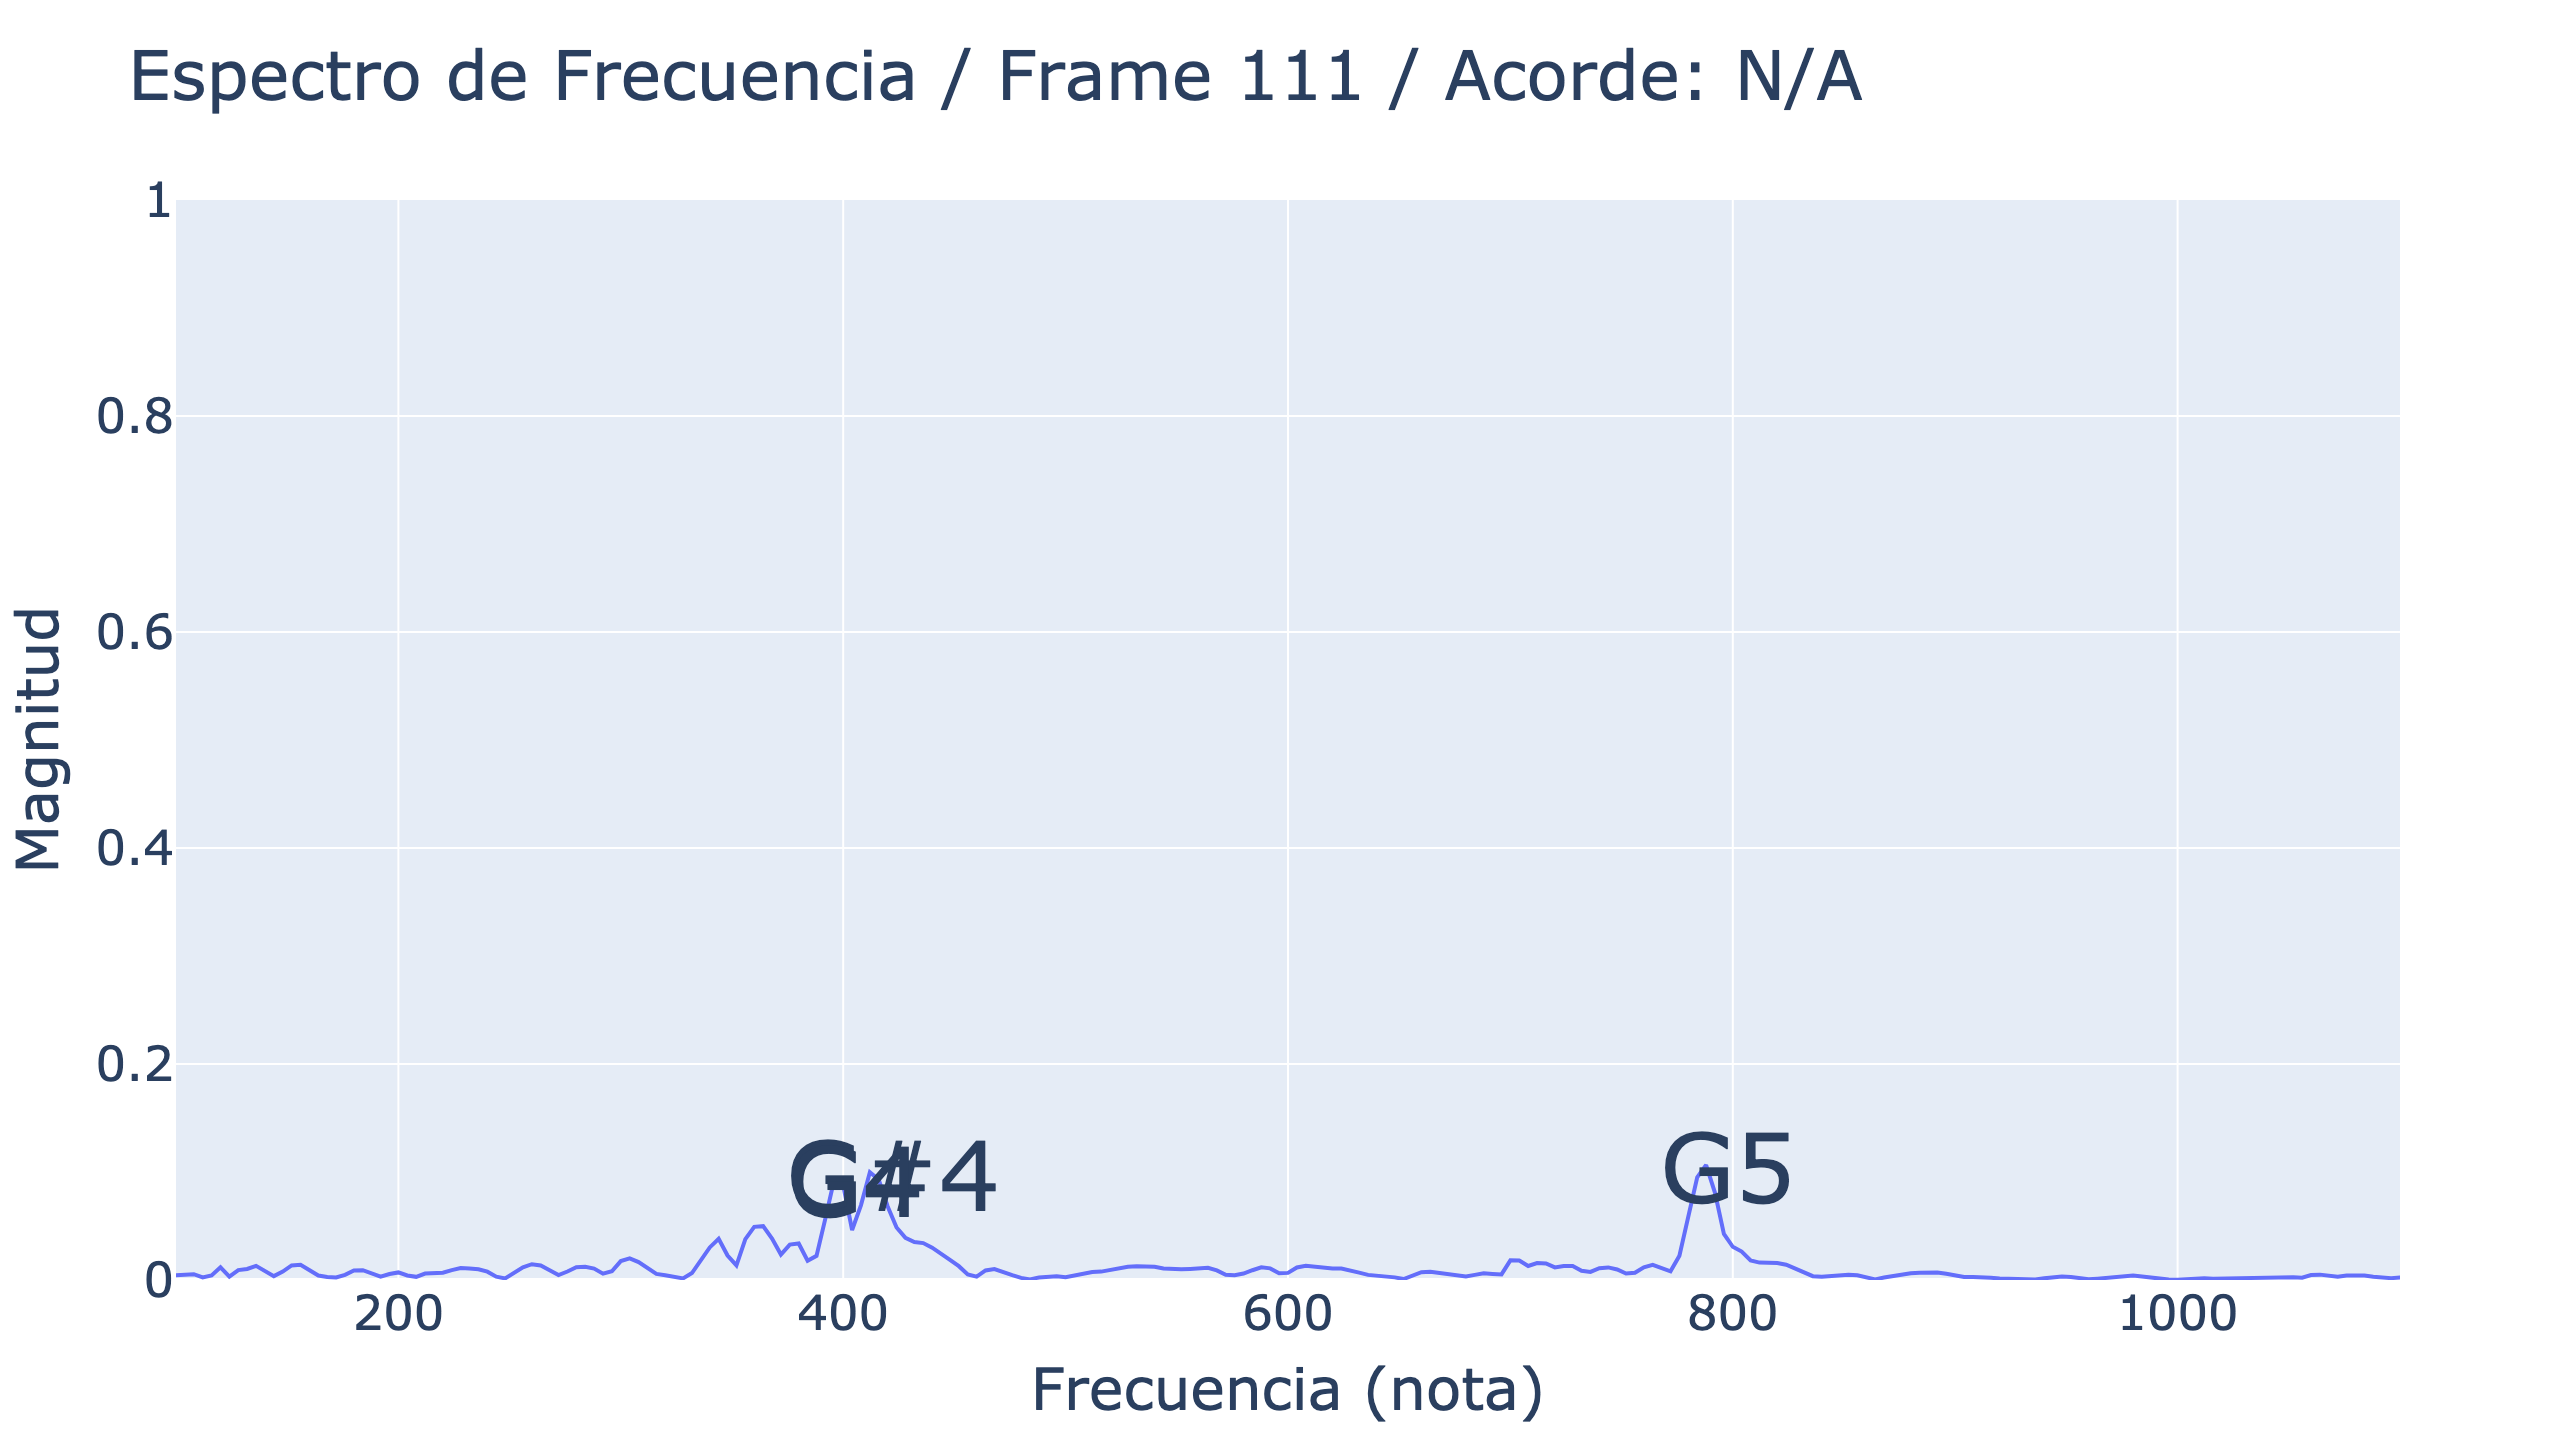 Espectro de Frecuencia / Frame 111 / Acorde: N/A
1
0.8
0.6
0.4
0.2
0
Magnitud
G4
G#4
G5
200 400 600 800 1000
Frecuencia (nota)